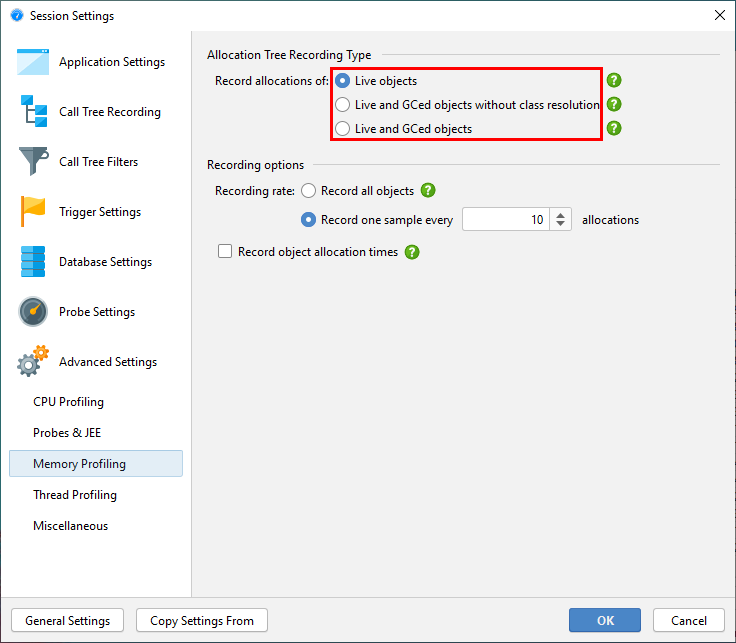 Session Settings
Application Settings
Call Tree Recording
Call Tree Filters
Trigger Settings
Database Settings
Probe Settings
Advanced Settings
CPU Profiling
Probes & JEE
Memory Profiling
Thread Profiling
Miscellaneous
Allocation Tree Recording Type
Record allocations of: Live objects ?
Live and GCed objects without class resolution ?
Live and GCed objects ?
Recording options
Recording rate: Record all objects ?
Record one sample every 10 allocations
Record object allocation times ?
General Settings Copy Settings From OK Cancel